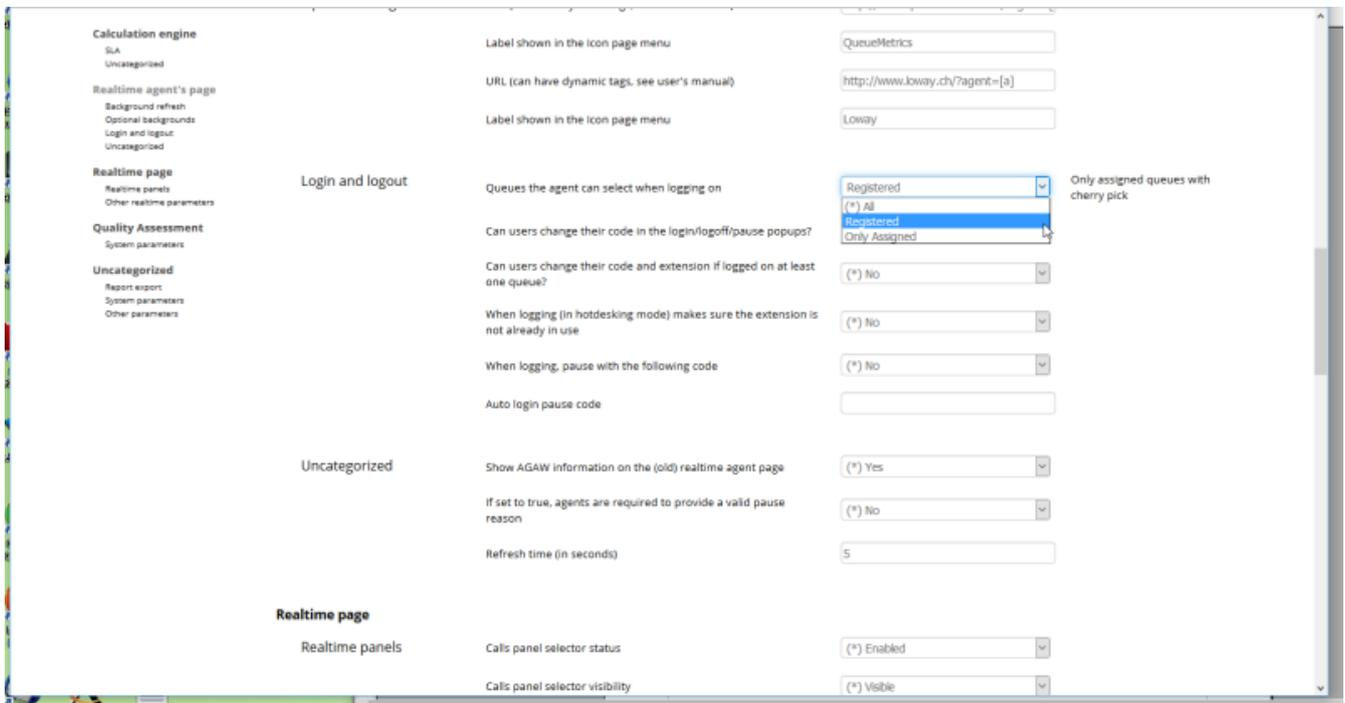 Calculation engine
SLA
Uncategorized
Realtime agent's page
Background refresh
Optional backgrounds
Login and logout
Uncategorized
Realtime page
Realtime panels
Other realtime parameters
Quality Assessment
System parameters
Uncategorized
Report export
System parameters
Other parameters
Label shown in the icon page menu
QueueMetrics
URL (can have dynamic tags, see user's manual)
http://www.loway.ch/?agent=[a]
Label shown in the icon page menu
Loway
Login and logout
Queues the agent can select when logging on
Registered
(*) All
Registered
Only Assigned
Only assigned queues with
cherry pick
Can users change their code in the login/logoff/pause popups?
Can users change their code and extension if logged on at least
one queue?
(*) No
When logging (in hotdesking mode) makes sure the extension is
not already in use
(*) No
When logging, pause with the following code
(*) No
Auto login pause code
Uncategorized
Show AGAW information on the (old) realtime agent page
(*) Yes
If set to true, agents are required to provide a valid pause
reason
(*) No
Refresh time (in seconds)
5
Realtime page
Realtime panels
Calls panel selector status
(*) Enabled
Calls panel selector visibility
(*) Visible